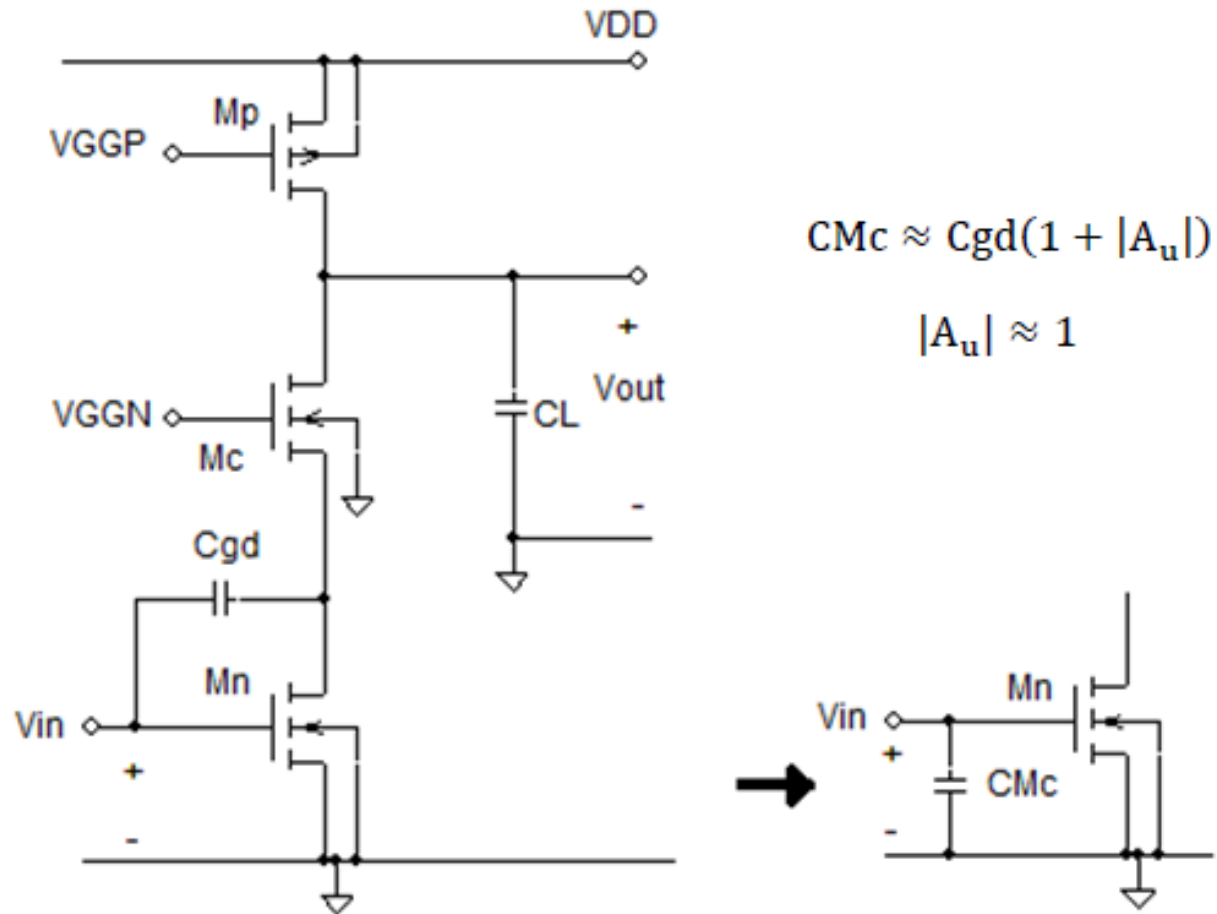 VDD
Mp
VGGP
CMc ≈ Cgd(1 + |Aᵤ|)
|Aᵤ| ≈ 1
+
Vout
VGGN
CL
Mc
-
Cgd
Mn
Mn
Vin
Vin
+
+
CMc
-
-